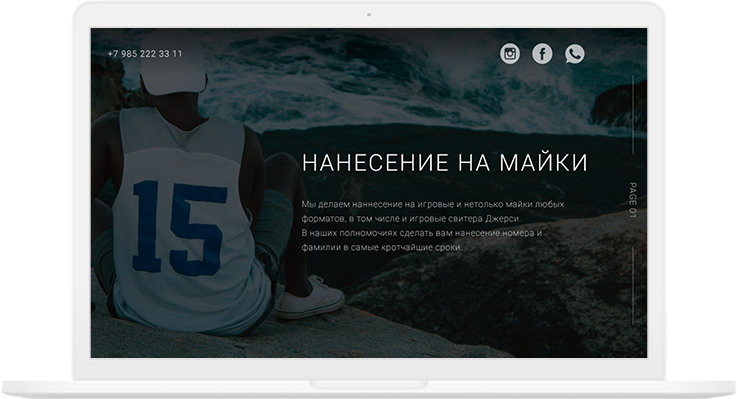 +7 985 222 33 11
НАНЕСЕНИЕ НА МАЙКИ
Мы делаем наннесение на игровые и нетолько майки любых
форматов, в том числе и игровые свитера Джерси.
В наших полномочиях сделать вам нанесение номера и
фамилии в самые кротчайшие сроки.
PAGE 01
15